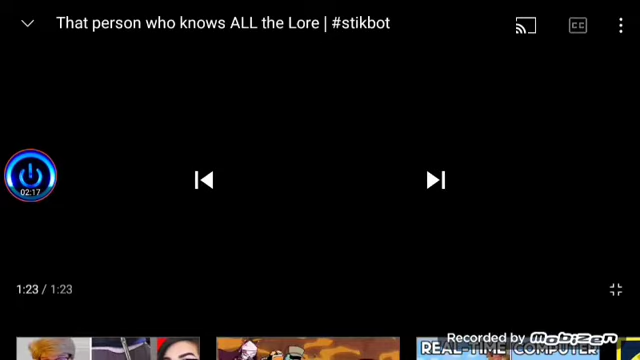 That person who knows ALL the Lore | #stikbot
CC
02:17
1:23 / 1:23
Recorded by
mobizen
REAL-TIME COMPUTER